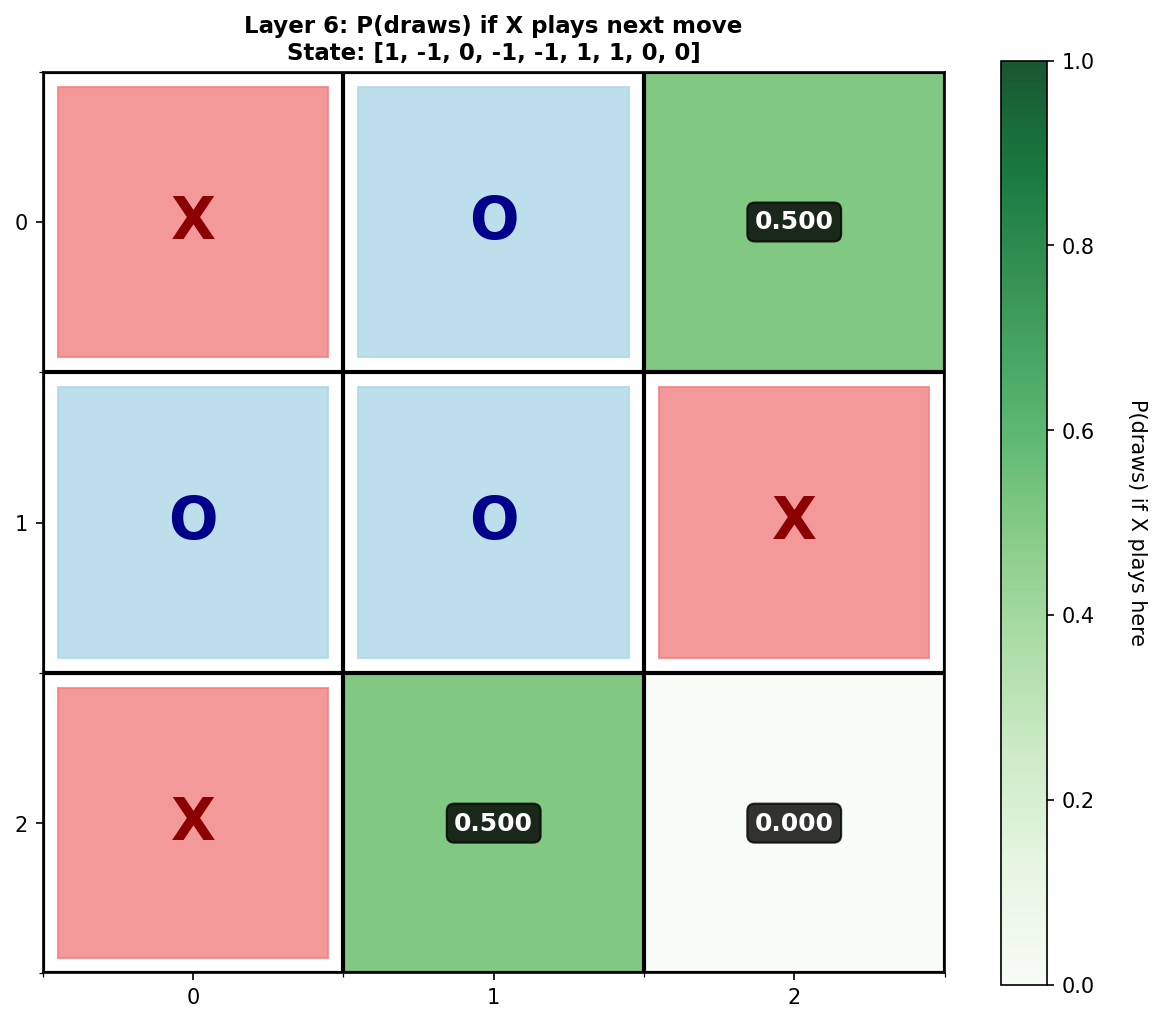 Layer 6: P(draws) if X plays next move
State: [1, -1, 0, -1, -1, 1, 1, 0, 0]
0
X
O
0.500
1
O
O
X
2
X
0.500
0.000
0
1
2
1.0
0.8
0.6
0.4
0.2
0.0
P(draws) if X plays here